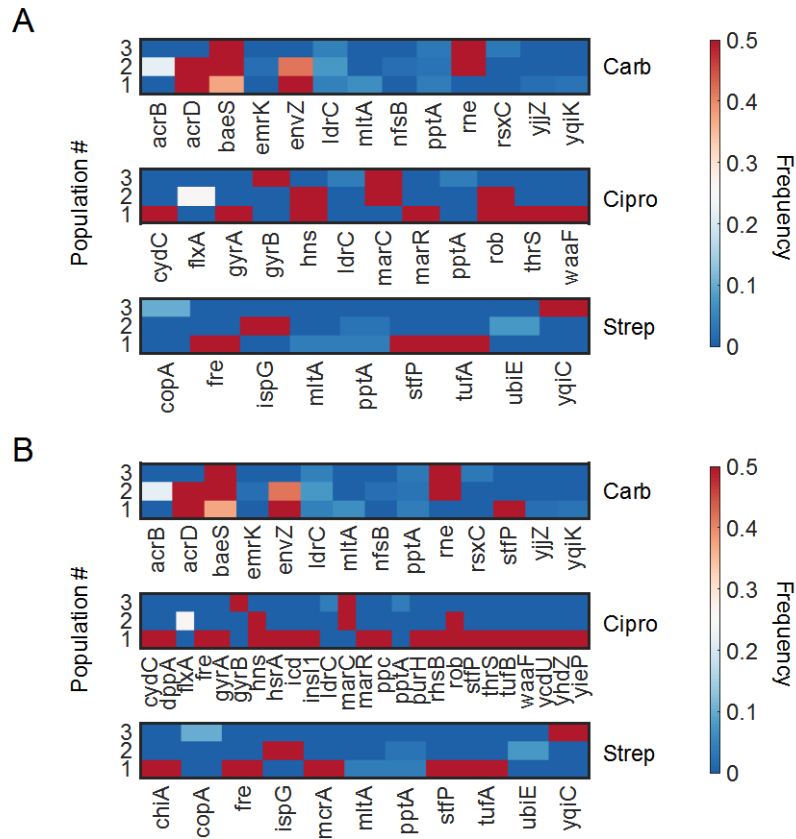 A
Population #
3
2
1
Carb
acrB acrD baeS emrK envZ ldrC mltA nfsB pptA rne rsxC yjjZ yqiK
3
2
1
Cipro
cydC flxA gyrA gyrB hns ldrC marC marR pptA rob thrS waaF
3
2
1
Strep
copA fre ispG mltA pptA stfP tufA ubiE yqiC
0.5
0.4
0.3
0.2
0.1
0
Frequency
B
Population #
3
2
1
Carb
acrB acrD baeS emrK envZ ldrC mltA nfsB pptA rne rsxC stfP yjjZ yqiK
3
2
1
Cipro
cydC dppA flxA fre gyrA gyrB hns hsrA icd insI1 ldrC marC marR ppc pptA purH rhsB rob stfP thrS tufB waaF ycdU yhdZ yieP
3
2
1
Strep
chiA copA fre ispG mcrA mltA pptA stfP tufA ubiE yqiC
0.5
0.4
0.3
0.2
0.1
0
Frequency